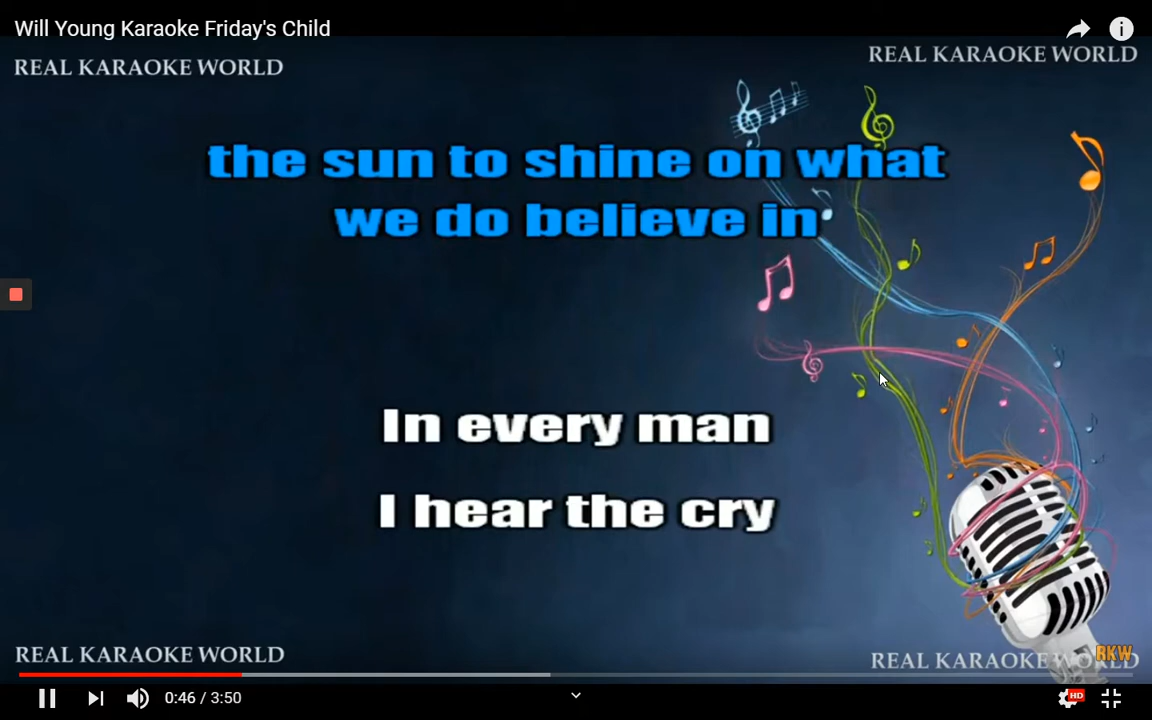 Will Young Karaoke Friday's Child
REAL KARAOKE WORLD
REAL KARAOKE WORLD
the sun to shine on what
we do believe in
In every man
I hear the cry
REAL KARAOKE WORLD
RKW
REAL KARAOKE WORLD
0:46 / 3:50
HD